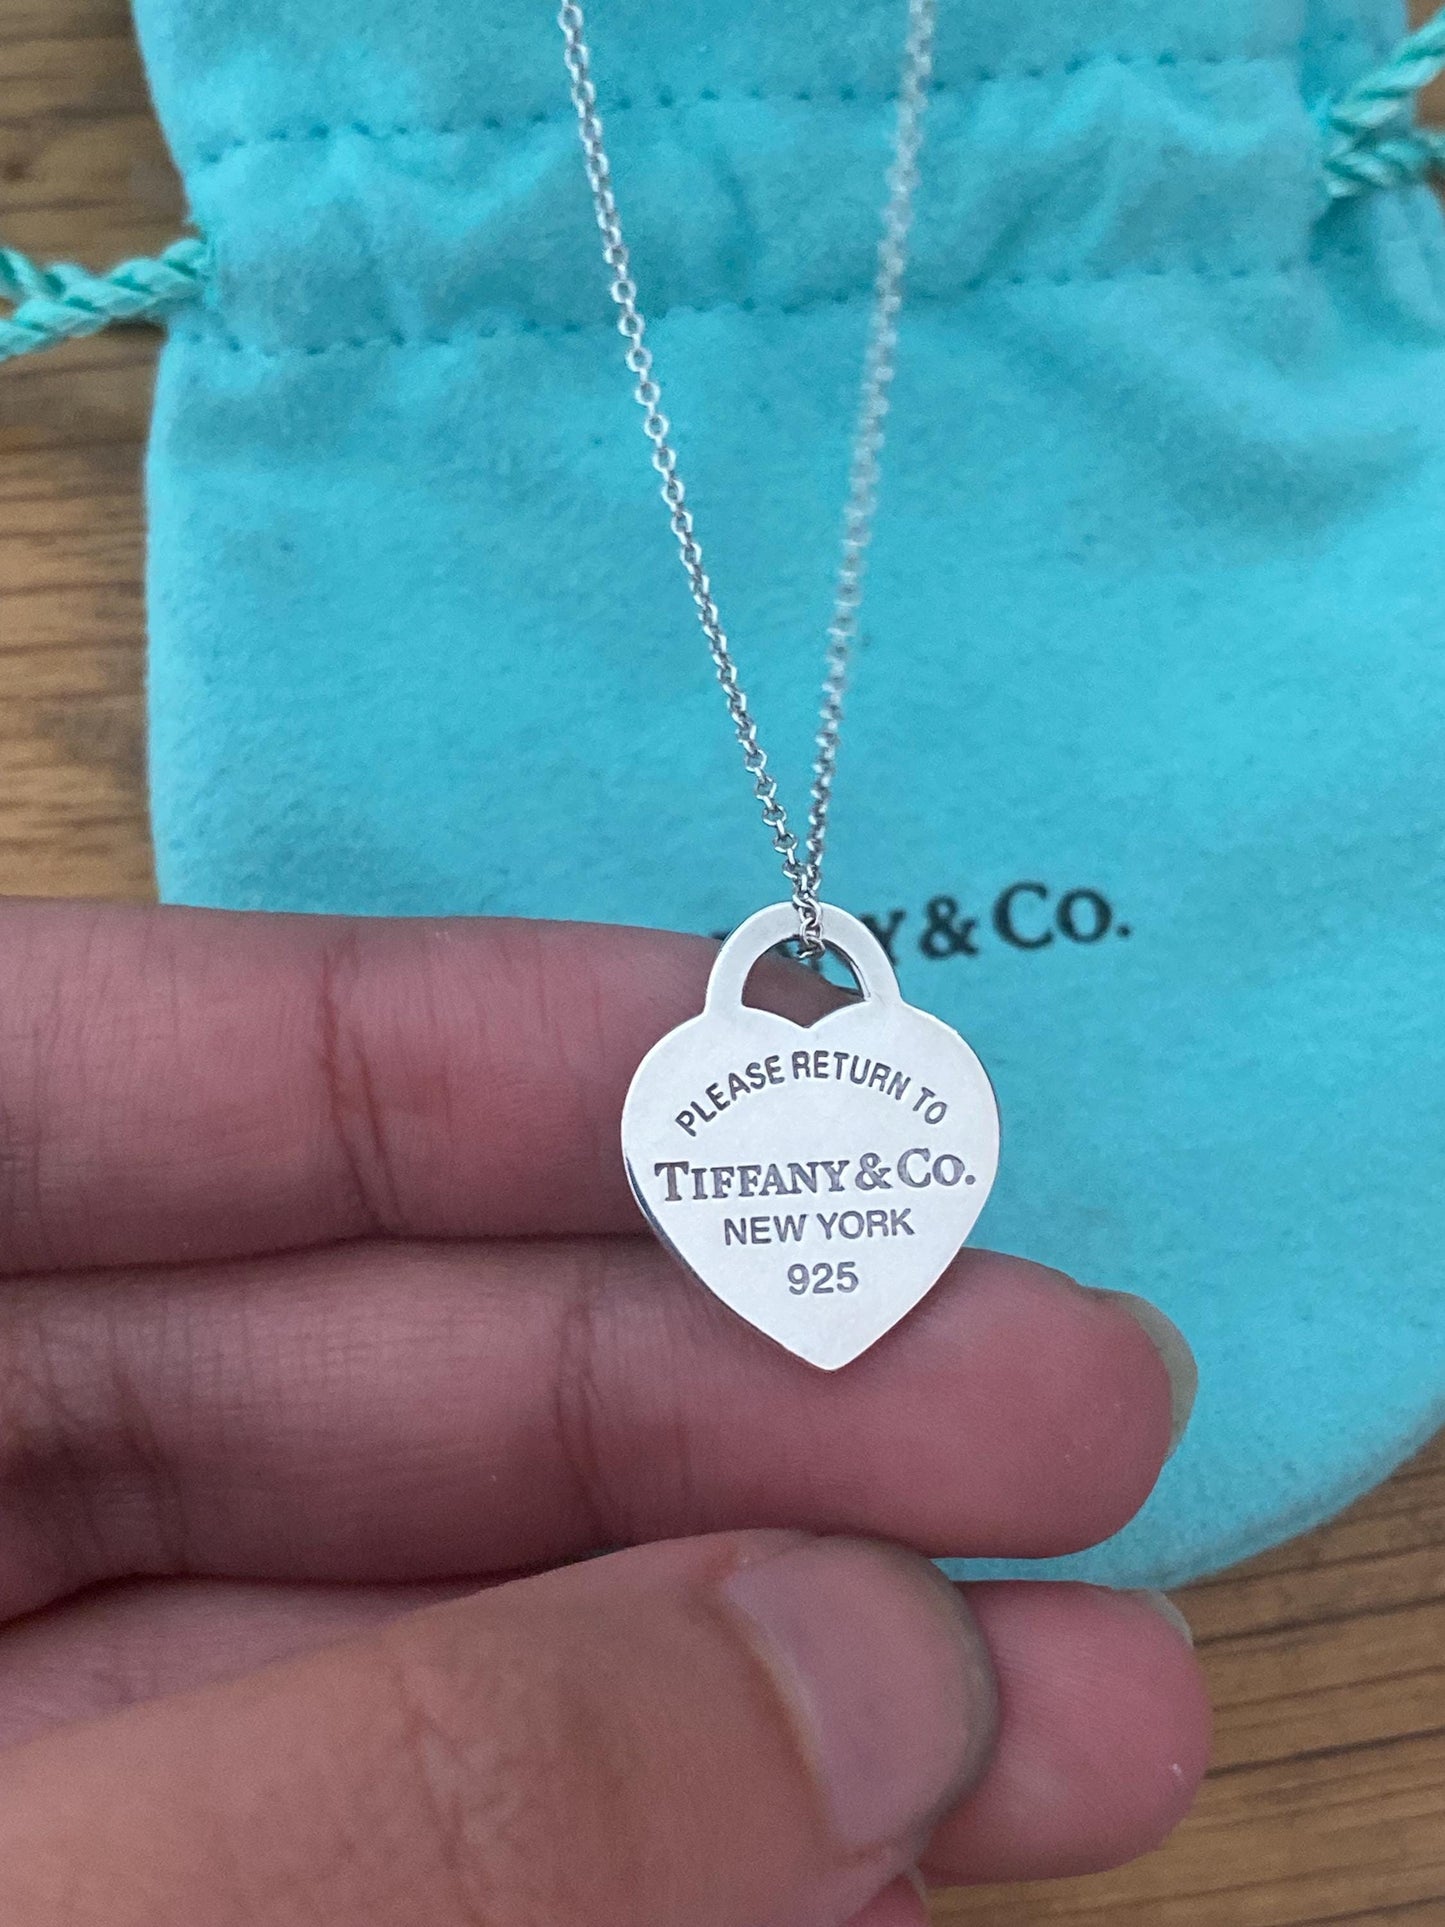 Y & Co.
PLEASE RETURN TO
TIFFANY & Co.
NEW YORK
925